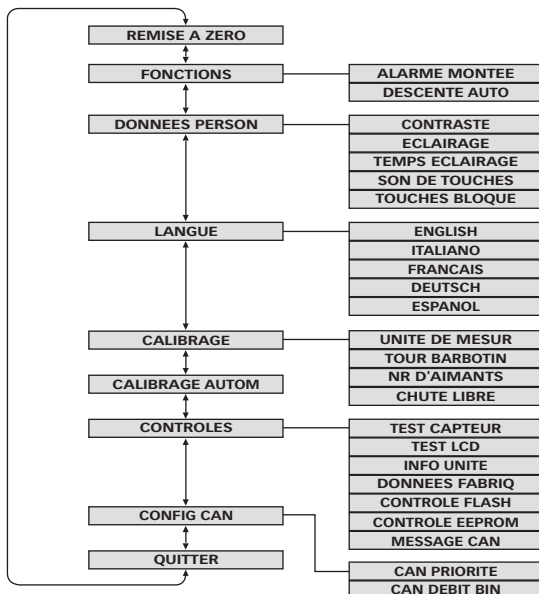 REMISE A ZERO
FONCTIONS
ALARME MONTEE
DESCENTE AUTO
DONNEES PERSON
CONTRASTE
ECLAIRAGE
TEMPS ECLAIRAGE
SON DE TOUCHES
TOUCHES BLOQUE
LANGUE
ENGLISH
ITALIANO
FRANCAIS
DEUTSCH
ESPANOL
CALIBRAGE
UNITE DE MESUR
TOUR BARBOTIN
NR D'AIMANTS
CHUTE LIBRE
CALIBRAGE AUTOM
CONTROLES
TEST CAPTEUR
TEST LCD
INFO UNITE
DONNEES FABRIQ
CONTROLE FLASH
CONTROLE EEPROM
MESSAGE CAN
CONFIG CAN
CAN PRIORITE
CAN DEBIT BIN
QUITTER